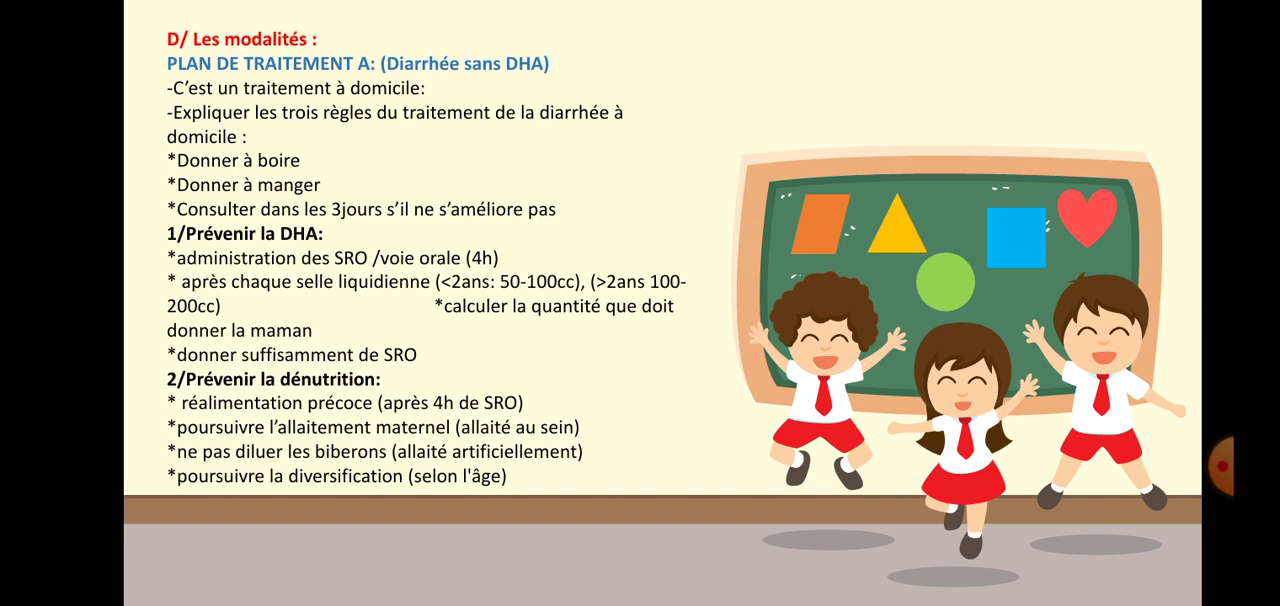 D/ Les modalités :
PLAN DE TRAITEMENT A: (Diarrhée sans DHA)
-C’est un traitement à domicile:
-Expliquer les trois règles du traitement de la diarrhée à
domicile :
*Donner à boire
*Donner à manger
*Consulter dans les 3jours s’il ne s’améliore pas
1/Prévenir la DHA:
*administration des SRO /voie orale (4h)
* après chaque selle liquidienne (<2ans: 50-100cc), (>2ans 100-
200cc) *calculer la quantité que doit
donner la maman
*donner suffisamment de SRO
2/Prévenir la dénutrition:
* réalimentation précoce (après 4h de SRO)
*poursuivre l’allaitement maternel (allaité au sein)
*ne pas diluer les biberons (allaité artificiellement)
*poursuivre la diversification (selon l'âge)